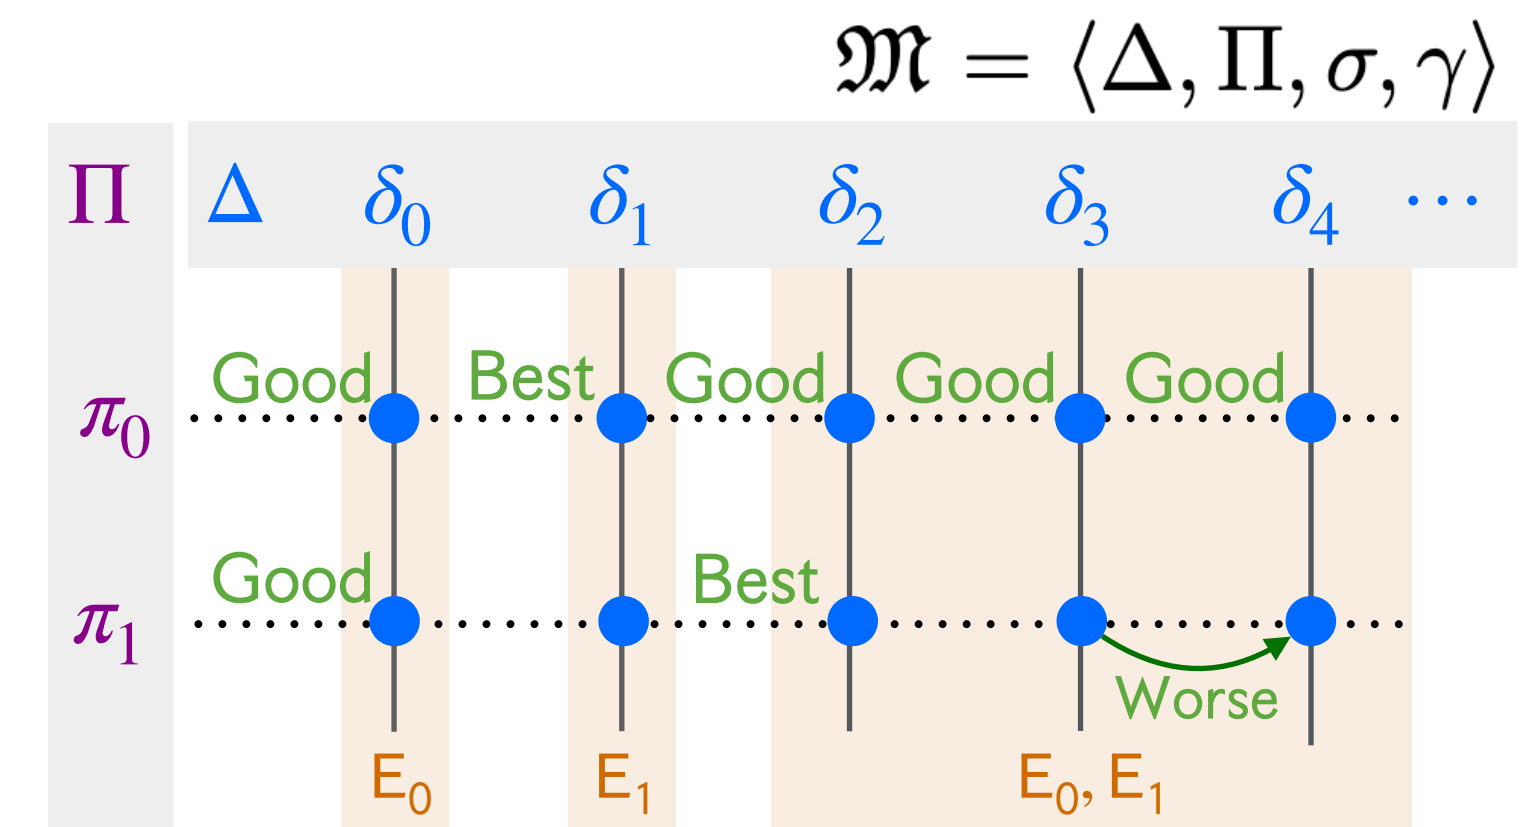 𝔐 = ⟨Δ, Π, σ, γ⟩
Π Δ δ₀ δ₁ δ₂ δ₃ δ₄ ⋯
Good Best Good Good Good
π₀
Good Best
π₁
Worse
E₀ E₁ E₀, E₁